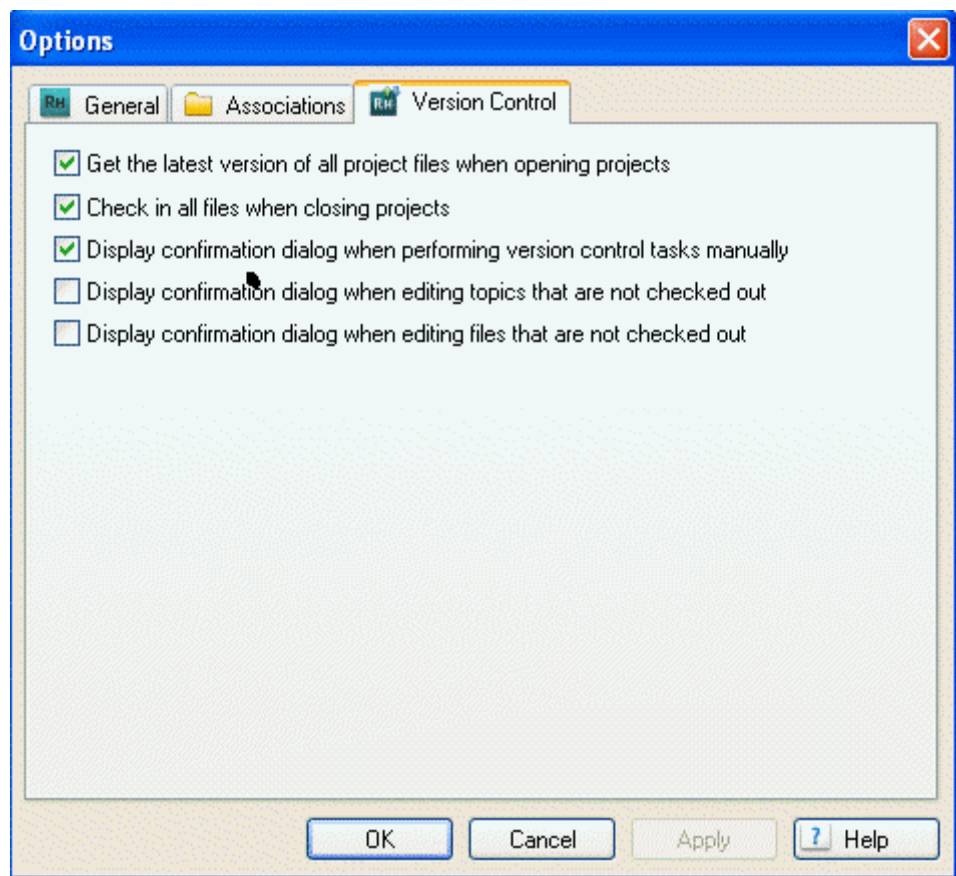 Options
RH General Associations RH Version Control
Get the latest version of all project files when opening projects
Check in all files when closing projects
Display confirmation dialog when performing version control tasks manually
Display confirmation dialog when editing topics that are not checked out
Display confirmation dialog when editing files that are not checked out
OK Cancel Apply ? Help